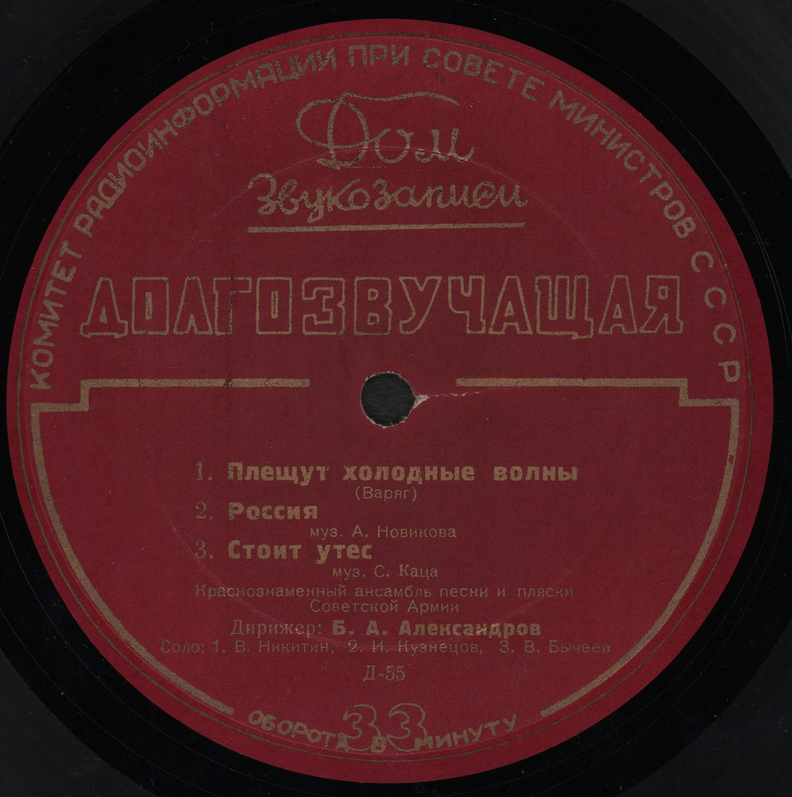 КОМИТЕТ РАДИОИНФОРМАЦИИ ПРИ СОВЕТЕ МИНИСТРОВ СССР
Дом
Звукозаписи
ДОЛГОЗВУЧАЩАЯ
1. Плещут холодные волны
(Варяг)
2. Россия
муз. А. Новикова
3. Стоит утес
муз. С. Каца
Краснознаменный ансамбль песни и пляски
Советской Армии
Дирижер: Б. А. Александров
Соло: 1. В. Никитин, 2. И. Кузнецов, 3. В. Бычеев
Д-55
33
ОБОРОТА В МИНУТУ